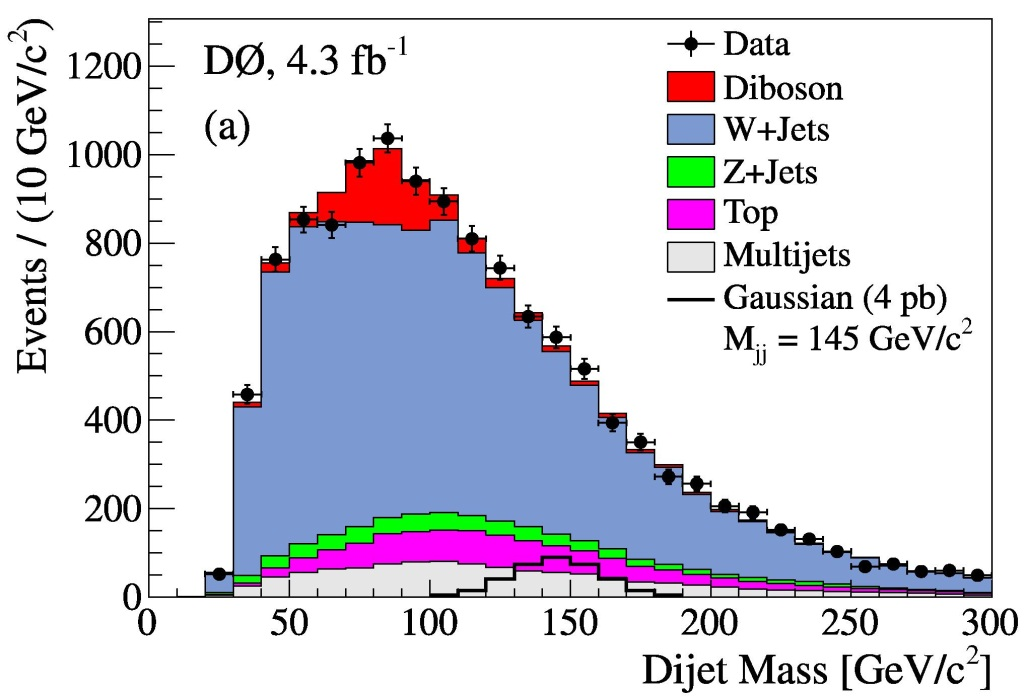 DØ, 4.3 fb⁻¹
(a)
Data
Diboson
W+Jets
Z+Jets
Top
Multijets
Gaussian (4 pb)
Mjj = 145 GeV/c²
Events / (10 GeV/c²)
1200
1000
800
600
400
200
0
0 50 100 150 200 250 300
Dijet Mass [GeV/c²]